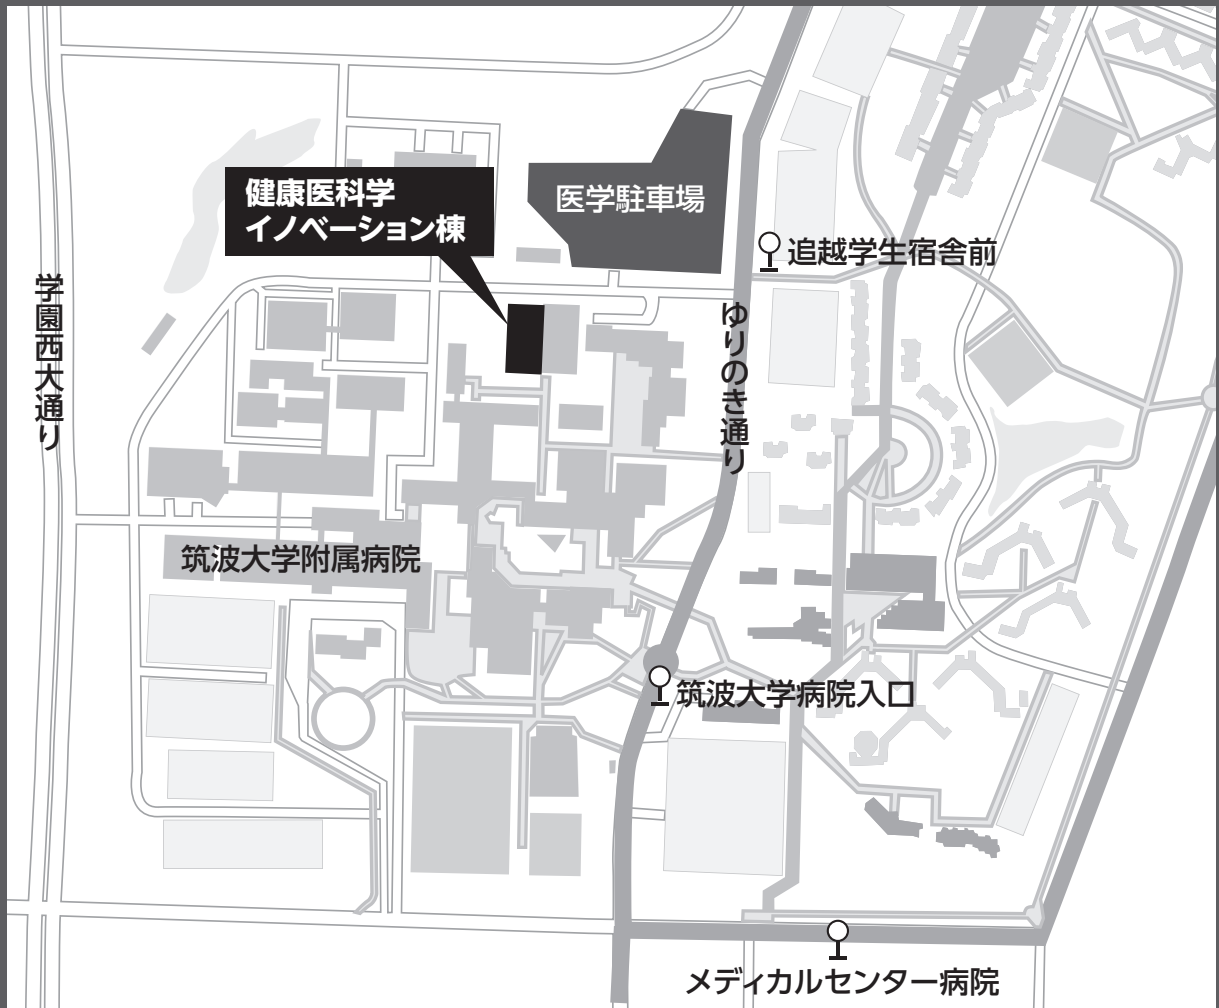 健康医科学
イノベーション棟
医学駐車場
追越学生宿舎前
学園西大通り
ゆりのき通り
筑波大学附属病院
筑波大学病院入口
メディカルセンター病院